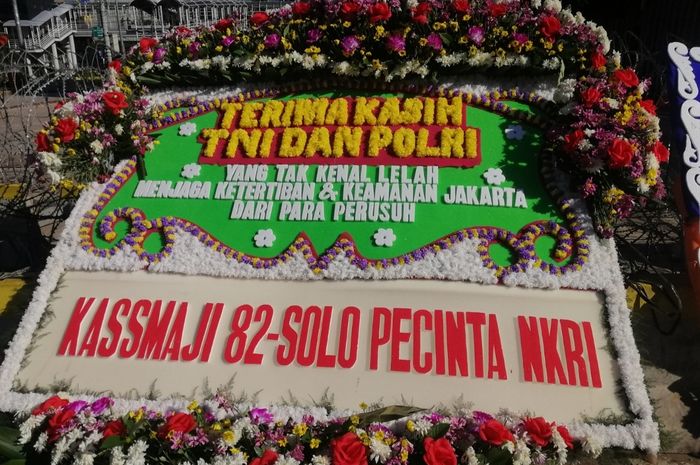 TERIMA KASIH
TNI DAN POLRI
YANG TAK KENAL LELAH
MENJAGA KETERTIBAN & KEAMANAN JAKARTA
DARI PARA PERUSUH
KASSMAJI 82-SOLO PECINTA NKRI